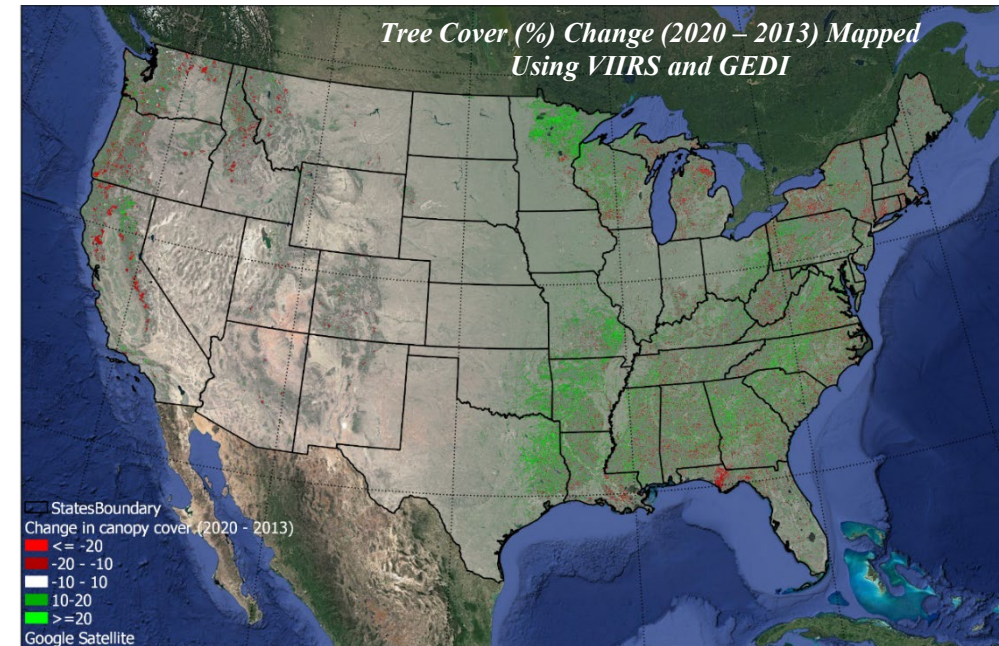 Tree Cover (%) Change (2020 – 2013) Mapped
Using VIIRS and GEDI
StatesBoundary
Change in canopy cover (2020 - 2013)
<= -20
-20 - -10
-10 - 10
10-20
>=20
Google Satellite